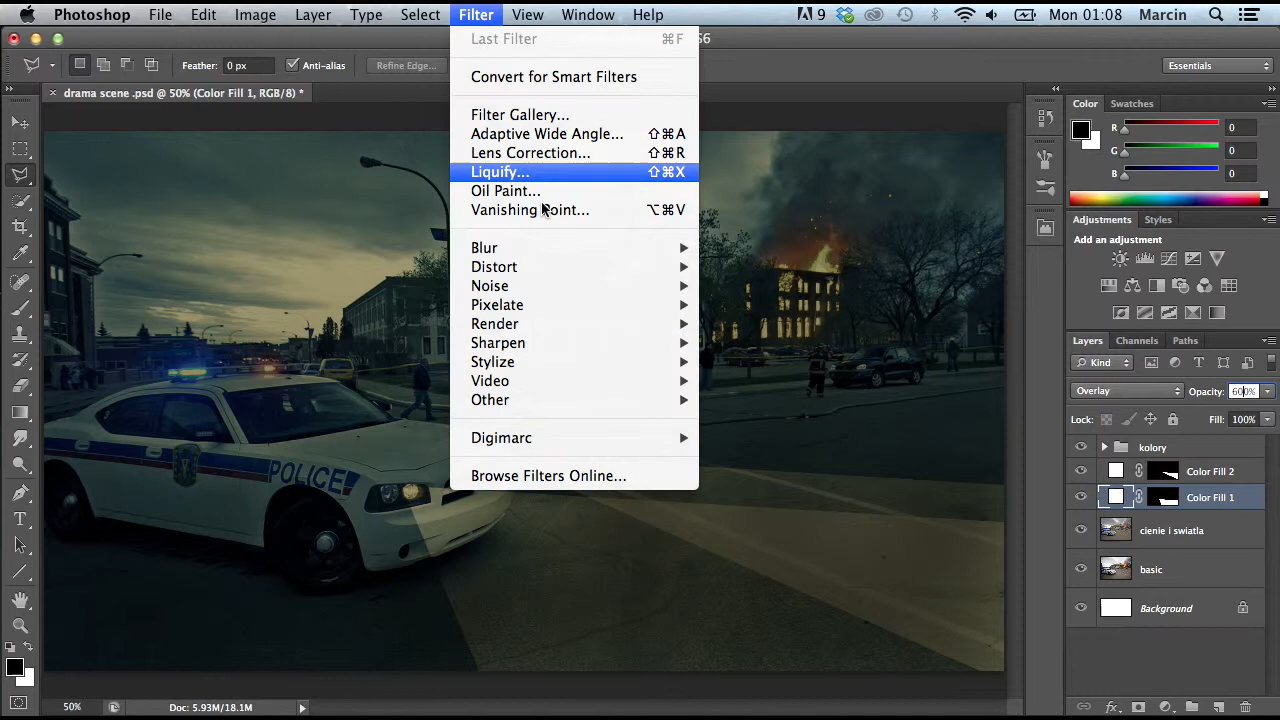 Photoshop File Edit Image Layer Type Select Filter View Window Help 9 Mon 01:08 Marcin
S6
Feather: 0 px Anti-alias Refine Edge... Essentials
drama scene .psd @ 50% (Color Fill 1, RGB/8) *
Last Filter ⌘F
Convert for Smart Filters
Filter Gallery...
Adaptive Wide Angle... ⇧⌘A
Lens Correction... ⇧⌘R
Liquify... ⇧⌘X
Oil Paint...
Vanishing Point... ⌥⌘V
Blur
Distort
Noise
Pixelate
Render
Sharpen
Stylize
Video
Other
Digimarc
Browse Filters Online...
POLICE
Color Swatches
R 0
G 0
B 0
Adjustments Styles
Add an adjustment
Layers Channels Paths
Kind
Overlay Opacity: 60%
Lock: Fill: 100%
kolory
Color Fill 2
Color Fill 1
cienie i swiatla
basic
Background
50% Doc: 5.93M/18.1M